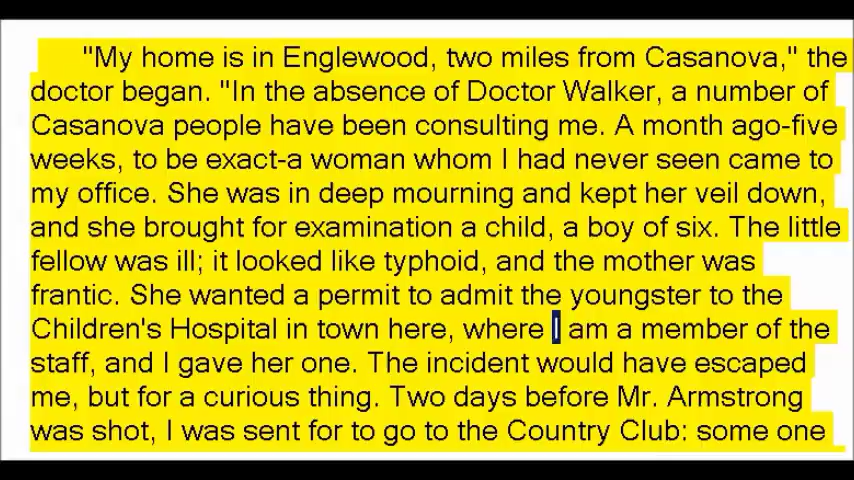 "My home is in Englewood, two miles from Casanova," the
doctor began. "In the absence of Doctor Walker, a number of
Casanova people have been consulting me. A month ago-five
weeks, to be exact-a woman whom I had never seen came to
my office. She was in deep mourning and kept her veil down,
and she brought for examination a child, a boy of six. The little
fellow was ill; it looked like typhoid, and the mother was
frantic. She wanted a permit to admit the youngster to the
Children's Hospital in town here, where I am a member of the
staff, and I gave her one. The incident would have escaped
me, but for a curious thing. Two days before Mr. Armstrong
was shot, I was sent for to go to the Country Club: some one